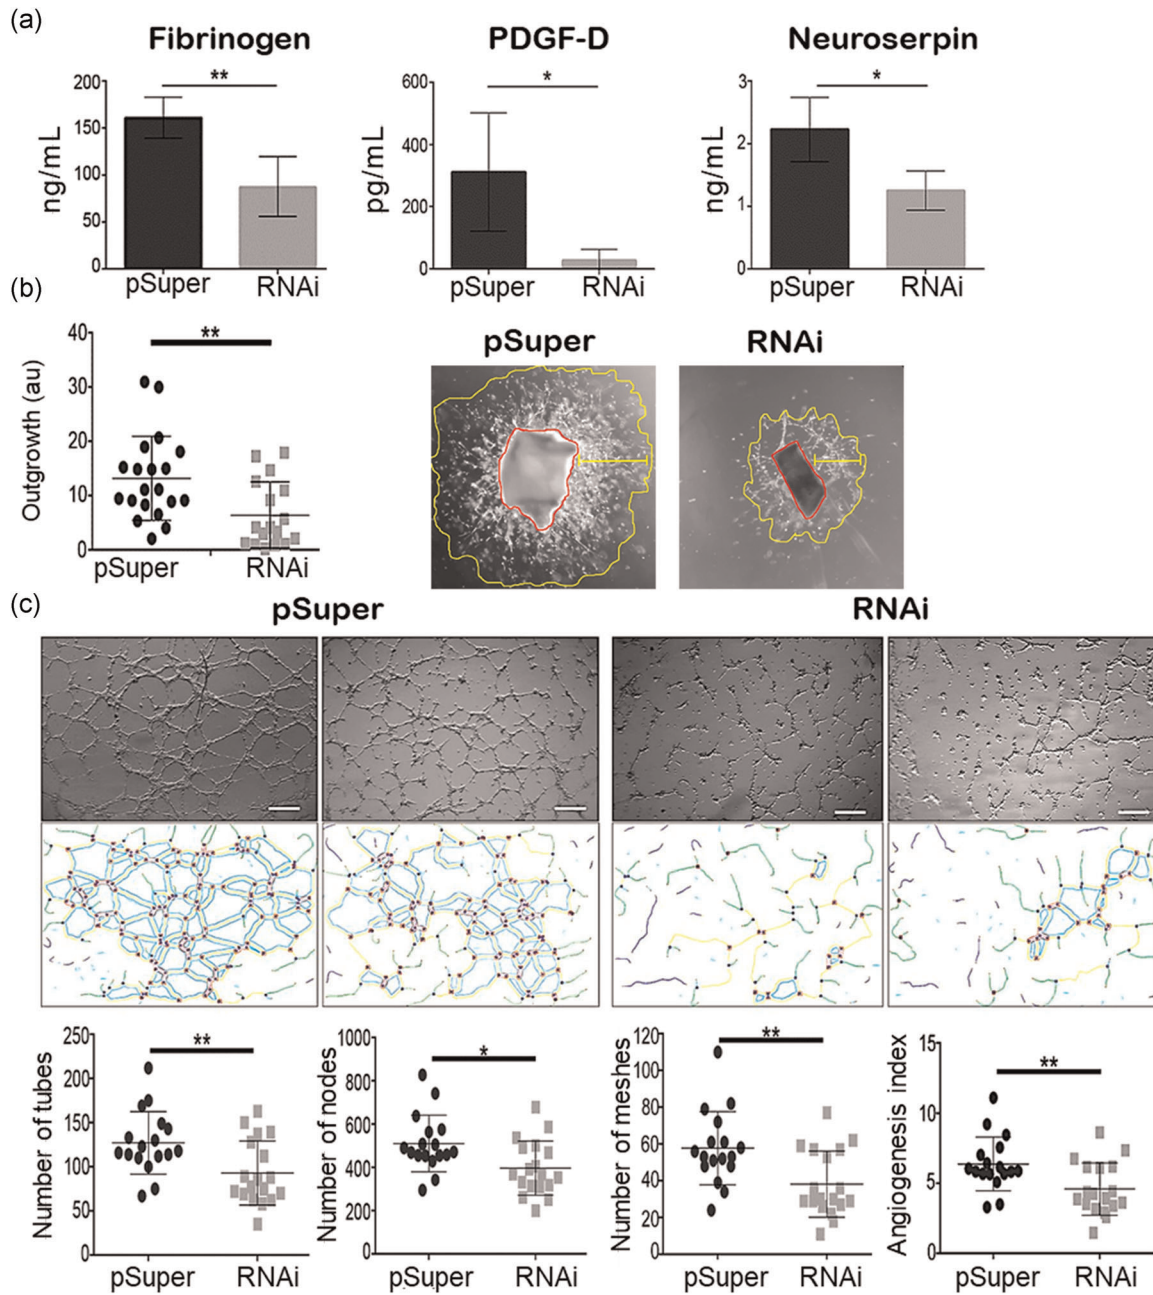 (a)
Fibrinogen
PDGF-D
Neuroserpin
ng/mL
200
150
100
50
0
**
pSuper
RNAi
pg/mL
600
400
200
0
*
pSuper
RNAi
ng/mL
3
2
1
0
*
pSuper
RNAi
(b)
Outgrowth (au)
40
30
20
10
0
**
pSuper
RNAi
pSuper
RNAi
(c)
pSuper
RNAi
Number of tubes
250
200
150
100
50
0
**
pSuper
RNAi
Number of nodes
1000
800
600
400
200
0
*
pSuper
RNAi
Number of meshes
120
100
80
60
40
20
0
**
pSuper
RNAi
Angiogenesis index
15
10
5
0
**
pSuper
RNAi